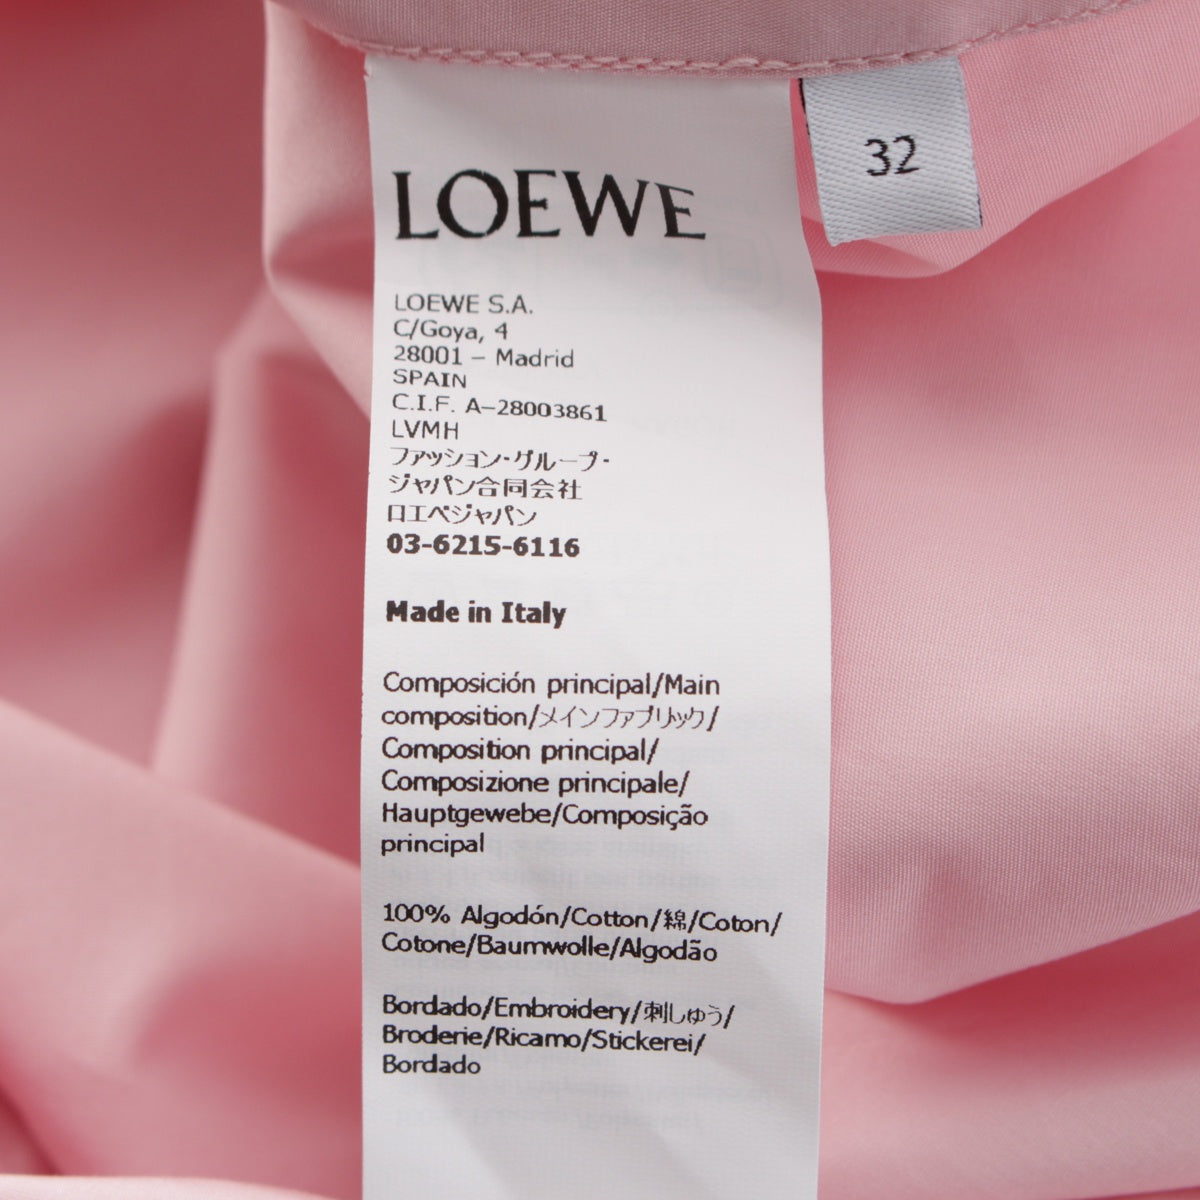 LOEWE
32
LOEWE S.A.
C/Goya, 4
28001 – Madrid
SPAIN
C.I.F. A-28003861
LVMH
ファッション・グループ・
ジャパン合同会社
ロエベジャパン
03-6215-6116
Made in Italy
Composición principal/Main
composition/メインファブリック/
Composition principal/
Composizione principale/
Hauptgewebe/Composição
principal
100% Algodón/Cotton/綿/Coton/
Cotone/Baumwolle/Algodão
Bordado/Embroidery/刺しゅう/
Broderie/Ricamo/Stickerei/
Bordado